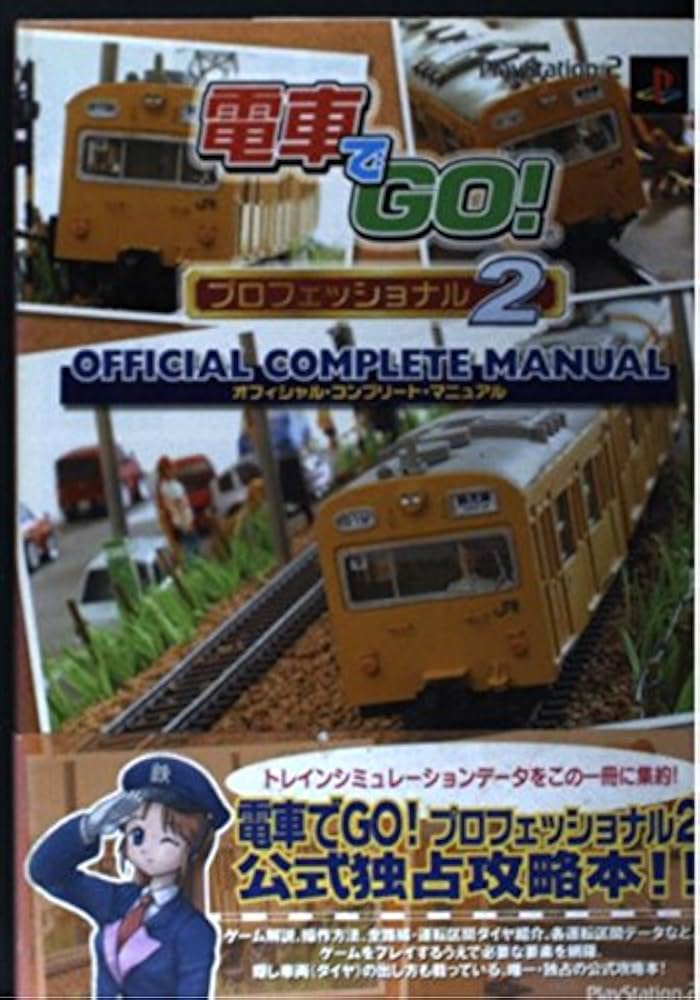 PlayStation 2
電車でGO!
プロフェッショナル2
OFFICIAL COMPLETE MANUAL
オフィシャル・コンプリート・マニュアル
JR
JR
鉄
トレインシミュレーションデータをこの一冊に集約!
電車でGO! プロフェッショナル2
公式独占攻略本!!
ゲーム解説、操作方法、全路線・運転区間ダイヤ紹介、各運転区間データなど、
ゲームをプレイするうえで必要な要素を網羅。
隠し車両(ダイヤ)の出し方も載っている、唯一・独占の公式攻略本!
PlayStation